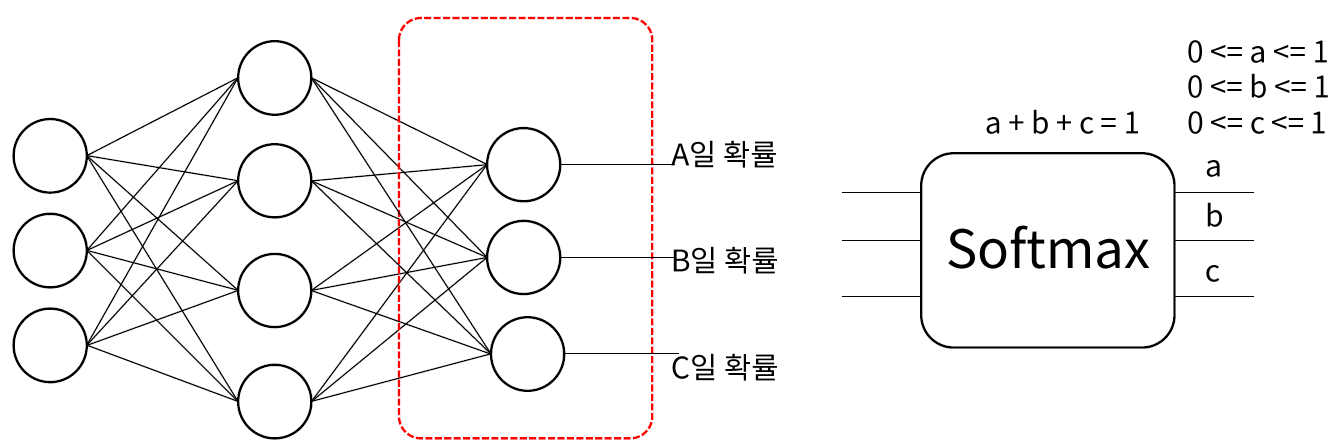 A일 확률
B일 확률
C일 확률
0 <= a <= 1
0 <= b <= 1
0 <= c <= 1
a + b + c = 1
Softmax
a
b
c